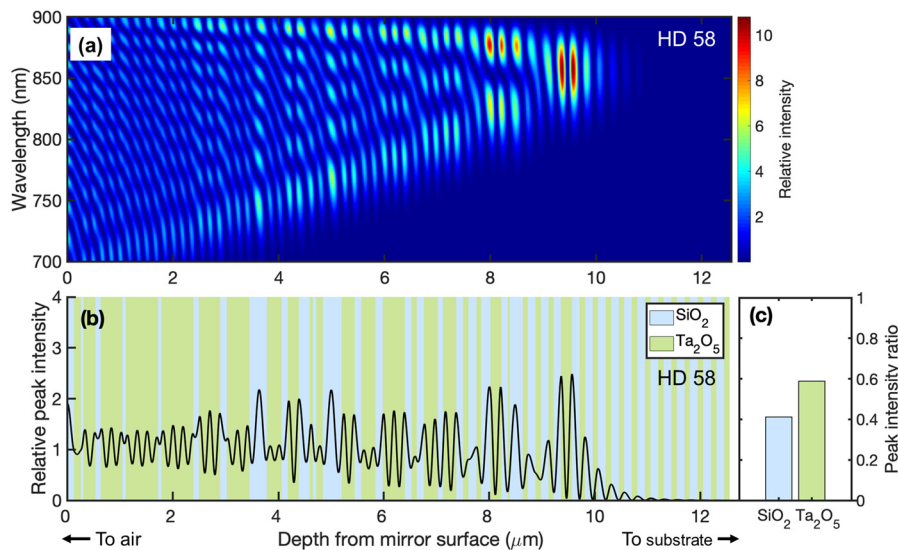 (a)
HD 58
Wavelength (nm)
900
850
800
750
700
0
2
4
6
8
10
12
10
8
6
4
2
Relative intensity
(b)
SiO2
Ta2O5
HD 58
Relative peak intensity
4
3
2
1
0
0
2
4
6
8
10
12
← To air
Depth from mirror surface (μm)
To substrate →
(c)
1
0.8
0.6
0.4
0.2
0
Peak intensity ratio
SiO2 Ta2O5